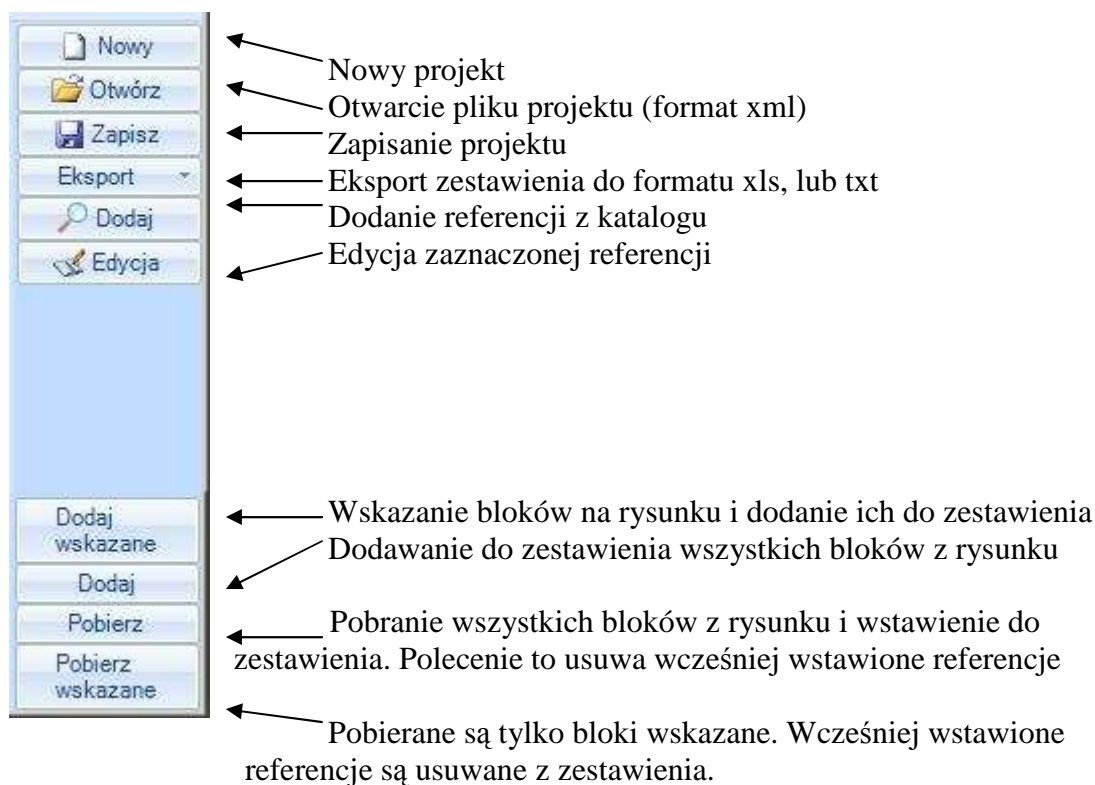 Nowy
Nowy projekt
Otwórz
Otwarcie pliku projektu (format xml)
Zapisz
Zapisanie projektu
Eksport
Eksport zestawienia do formatu xls, lub txt
Dodaj
Dodanie referencji z katalogu
Edycja
Edycja zaznaczonej referencji
Dodaj
wskazane
Wskazanie bloków na rysunku i dodanie ich do zestawienia
Dodaj
Dodawanie do zestawienia wszystkich bloków z rysunku
Pobierz
Pobranie wszystkich bloków z rysunku i wstawienie do
zestawienia. Polecenie to usuwa wcześniej wstawione referencje
Pobierz
wskazane
Pobierane są tylko bloki wskazane. Wcześniej wstawione
referencje są usuwane z zestawienia.